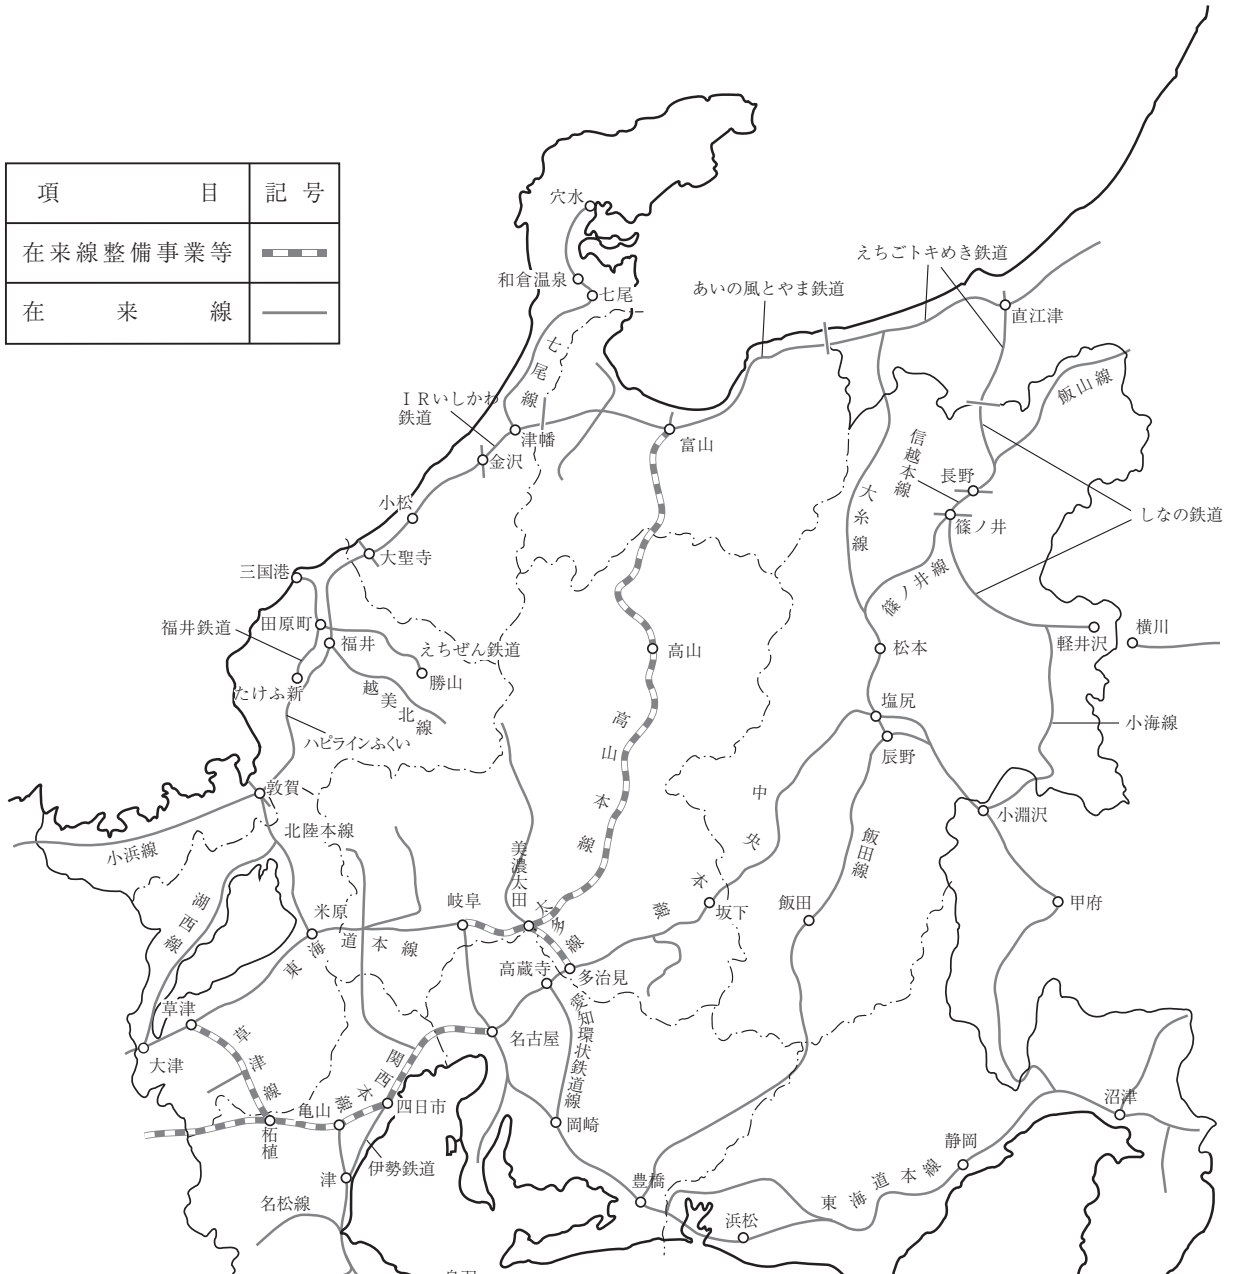 項 目 記号
在来線整備事業等
在来線
穴水
和倉温泉
七尾
七尾線
えちごトキめき鉄道
あいの風とやま鉄道
直江津
飯山線
ＩＲいしかわ
鉄道
津幡
金沢
富山
信越本線
長野
篠ノ井
しなの鉄道
大糸線
篠ノ井線
小松
大聖寺
三国港
福井鉄道
田原町
福井
えちぜん鉄道
勝山
たけふ新
越美北線
ハピラインふくい
高山
高山本線
松本
軽井沢
横川
塩尻
辰野
小海線
敦賀
小浜線
北陸本線
中央本線
飯田線
小淵沢
湖西線
美濃太田
太多線
米原
岐阜
坂下
飯田
甲府
東海道本線
高蔵寺
多治見
愛知環状鉄道線
草津
大津
草津線
名古屋
関西本線
亀山
四日市
柘植
岡崎
伊勢鉄道
津
名松線
豊橋
浜松
静岡
沼津
東海道本線